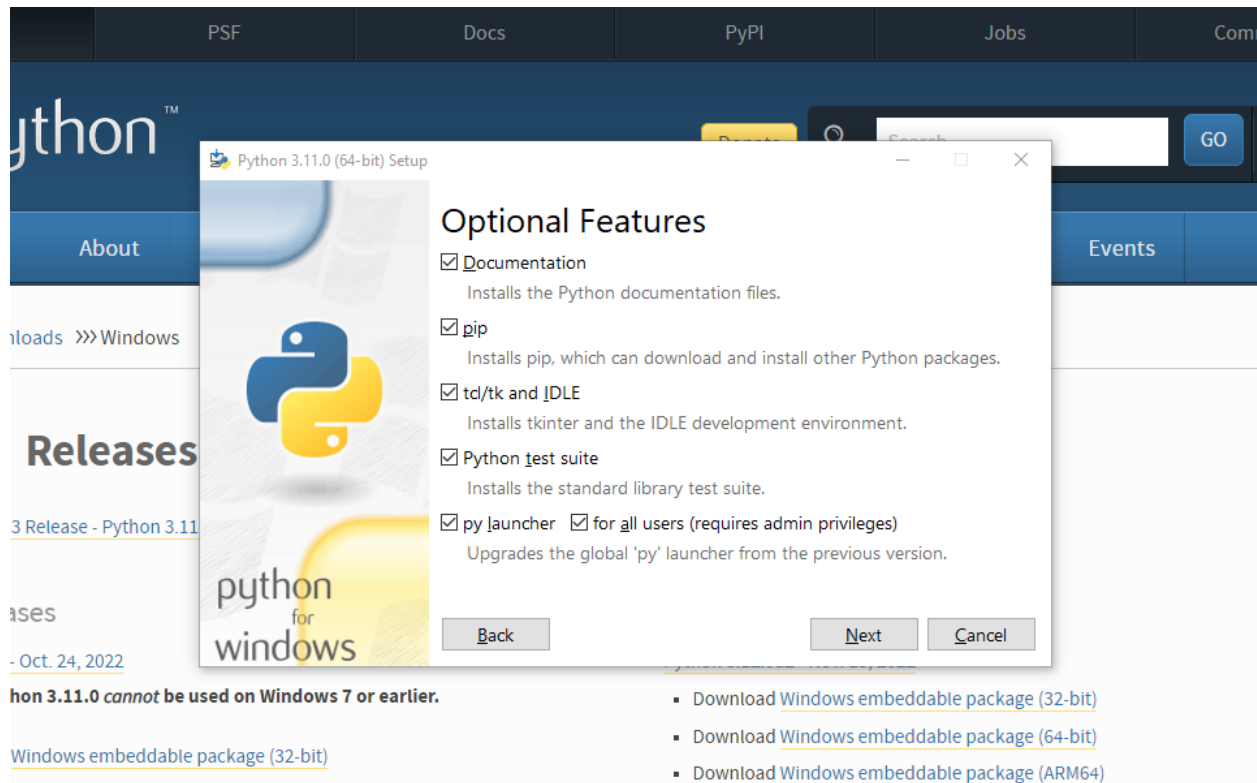 PSF Docs PyPI Jobs
ython™
Donate Search GO
Python 3.11.0 (64-bit) Setup
About Events
Optional Features
Documentation
Installs the Python documentation files.
pip
Installs pip, which can download and install other Python packages.
tcl/tk and IDLE
Installs tkinter and the IDLE development environment.
Python test suite
Installs the standard library test suite.
py launcher for all users (requires admin privileges)
Upgrades the global 'py' launcher from the previous version.
python
for
windows
Back Next Cancel
nloads >>> Windows
Releases
3 Release - Python 3.11
ases
- Oct. 24, 2022
hon 3.11.0 cannot be used on Windows 7 or earlier.
Windows embeddable package (32-bit)
Download Windows embeddable package (32-bit)
Download Windows embeddable package (64-bit)
Download Windows embeddable package (ARM64)